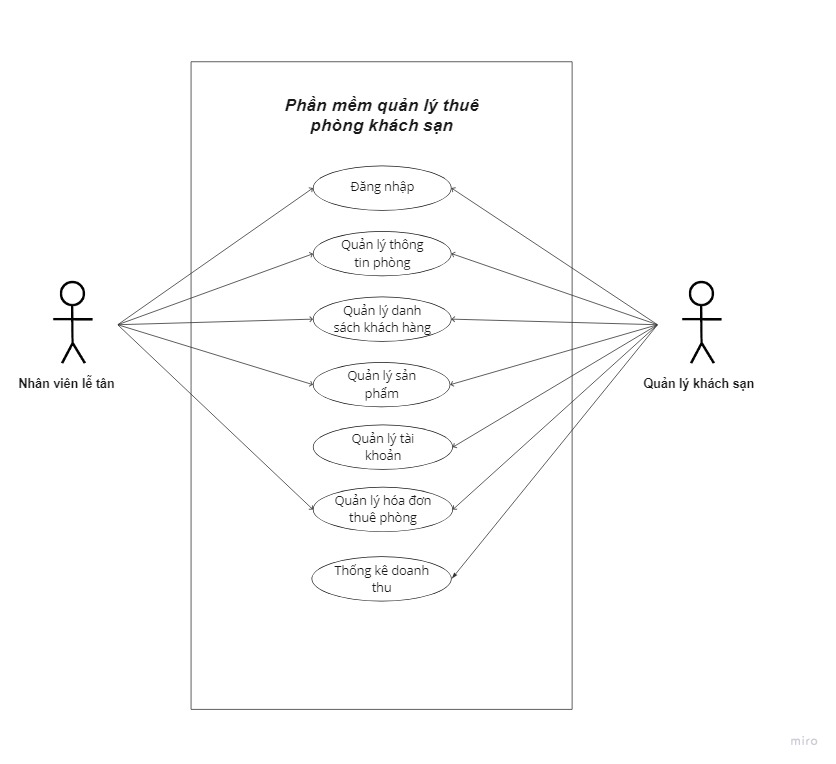 Phần mềm quản lý thuê
phòng khách sạn
Đăng nhập
Quản lý thông
tin phòng
Quản lý danh
sách khách hàng
Quản lý sản
phẩm
Quản lý tài
khoản
Quản lý hóa đơn
thuê phòng
Thống kê doanh
thu
Nhân viên lễ tân
Quản lý khách sạn
miro